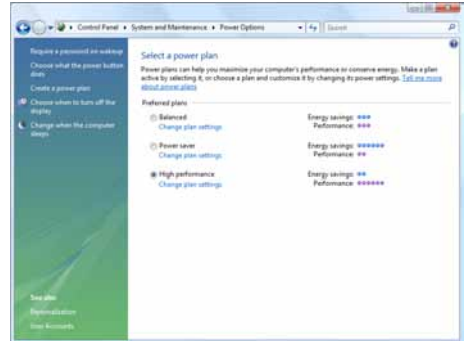 Control Panel ▸ System and Maintenance ▸ Power Options
Search
Require a password on wakeup
Choose what the power button does
Create a power plan
Choose when to turn off the display
Change when the computer sleeps
Select a power plan
Power plans can help you maximize your computer's performance or conserve energy. Make a plan
active by selecting it, or choose a plan and customize it by changing its power settings. Tell me more
about power plans
Preferred plans
Balanced
Energy savings:
Change plan settings
Performance:
Power saver
Energy savings:
Change plan settings
Performance:
High performance
Energy savings:
Change plan settings
Performance:
See also
Personalization
User Accounts